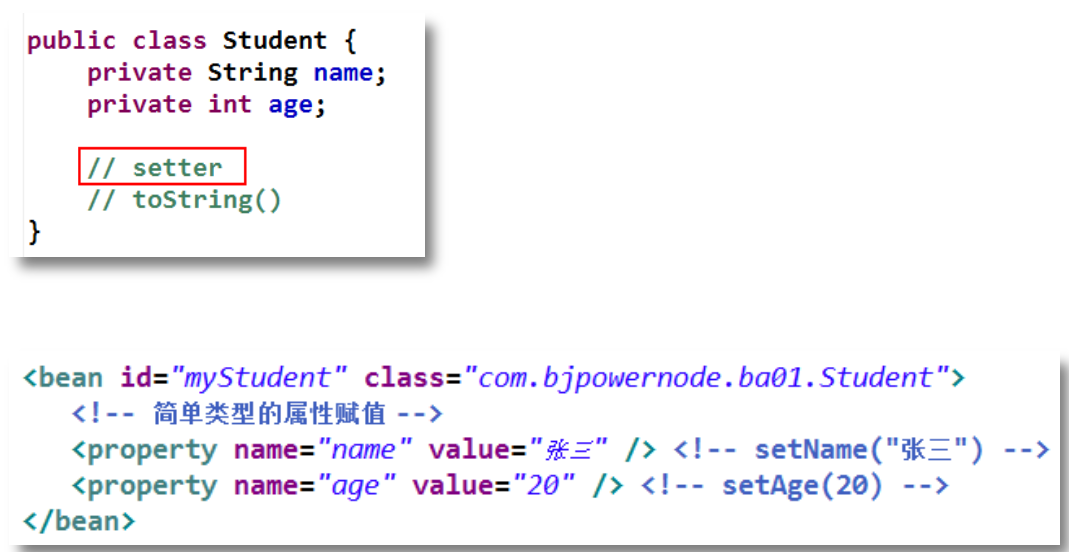 public class Student {
private String name;
private int age;
// setter
// toString()
}
<bean id="myStudent" class="com.bjpowernode.ba01.Student">
<!-- 简单类型的属性赋值 -->
<property name="name" value="张三" /> <!-- setName("张三") -->
<property name="age" value="20" /> <!-- setAge(20) -->
</bean>